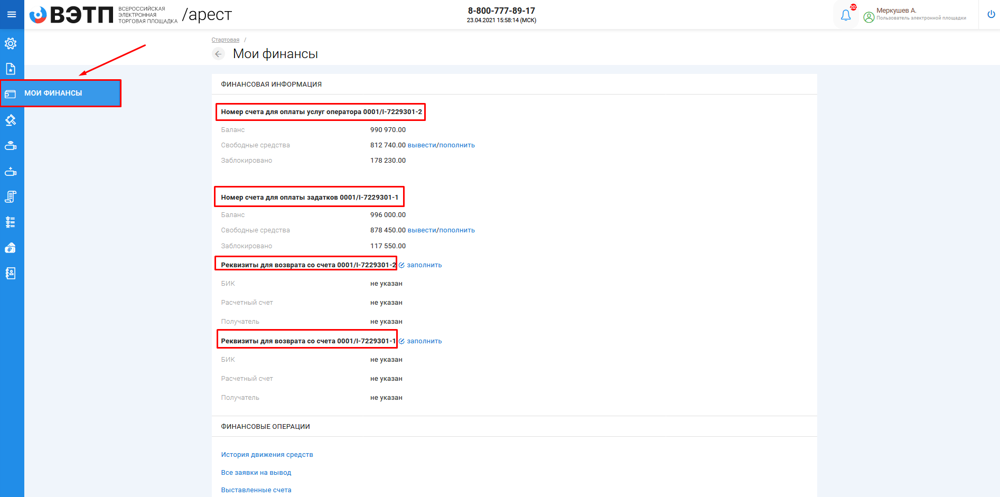 ВЭТП
ВСЕРОССИЙСКАЯ
ЭЛЕКТРОННАЯ
ТОРГОВАЯ ПЛОЩАДКА
/арест
8-800-777-89-17
23.04.2021 15:58:14 (МСК)
Меркушев А.
Пользователь электронной площадки
Стартовая /
Мои финансы
МОИ ФИНАНСЫ
ФИНАНСОВАЯ ИНФОРМАЦИЯ
Номер счета для оплаты услуг оператора 0001/I-7229301-2
Баланс 990 970.00
Свободные средства 812 740.00 вывести/пополнить
Заблокировано 178 230.00
Номер счета для оплаты задатков 0001/I-7229301-1
Баланс 996 000.00
Свободные средства 878 450.00 вывести/пополнить
Заблокировано 117 550.00
Реквизиты для возврата со счета 0001/I-7229301-2 заполнить
БИК не указан
Расчетный счет не указан
Получатель не указан
Реквизиты для возврата со счета 0001/I-7229301-1 заполнить
БИК не указан
Расчетный счет не указан
Получатель не указан
ФИНАНСОВЫЕ ОПЕРАЦИИ
История движения средств
Все заявки на вывод
Выставленные счета